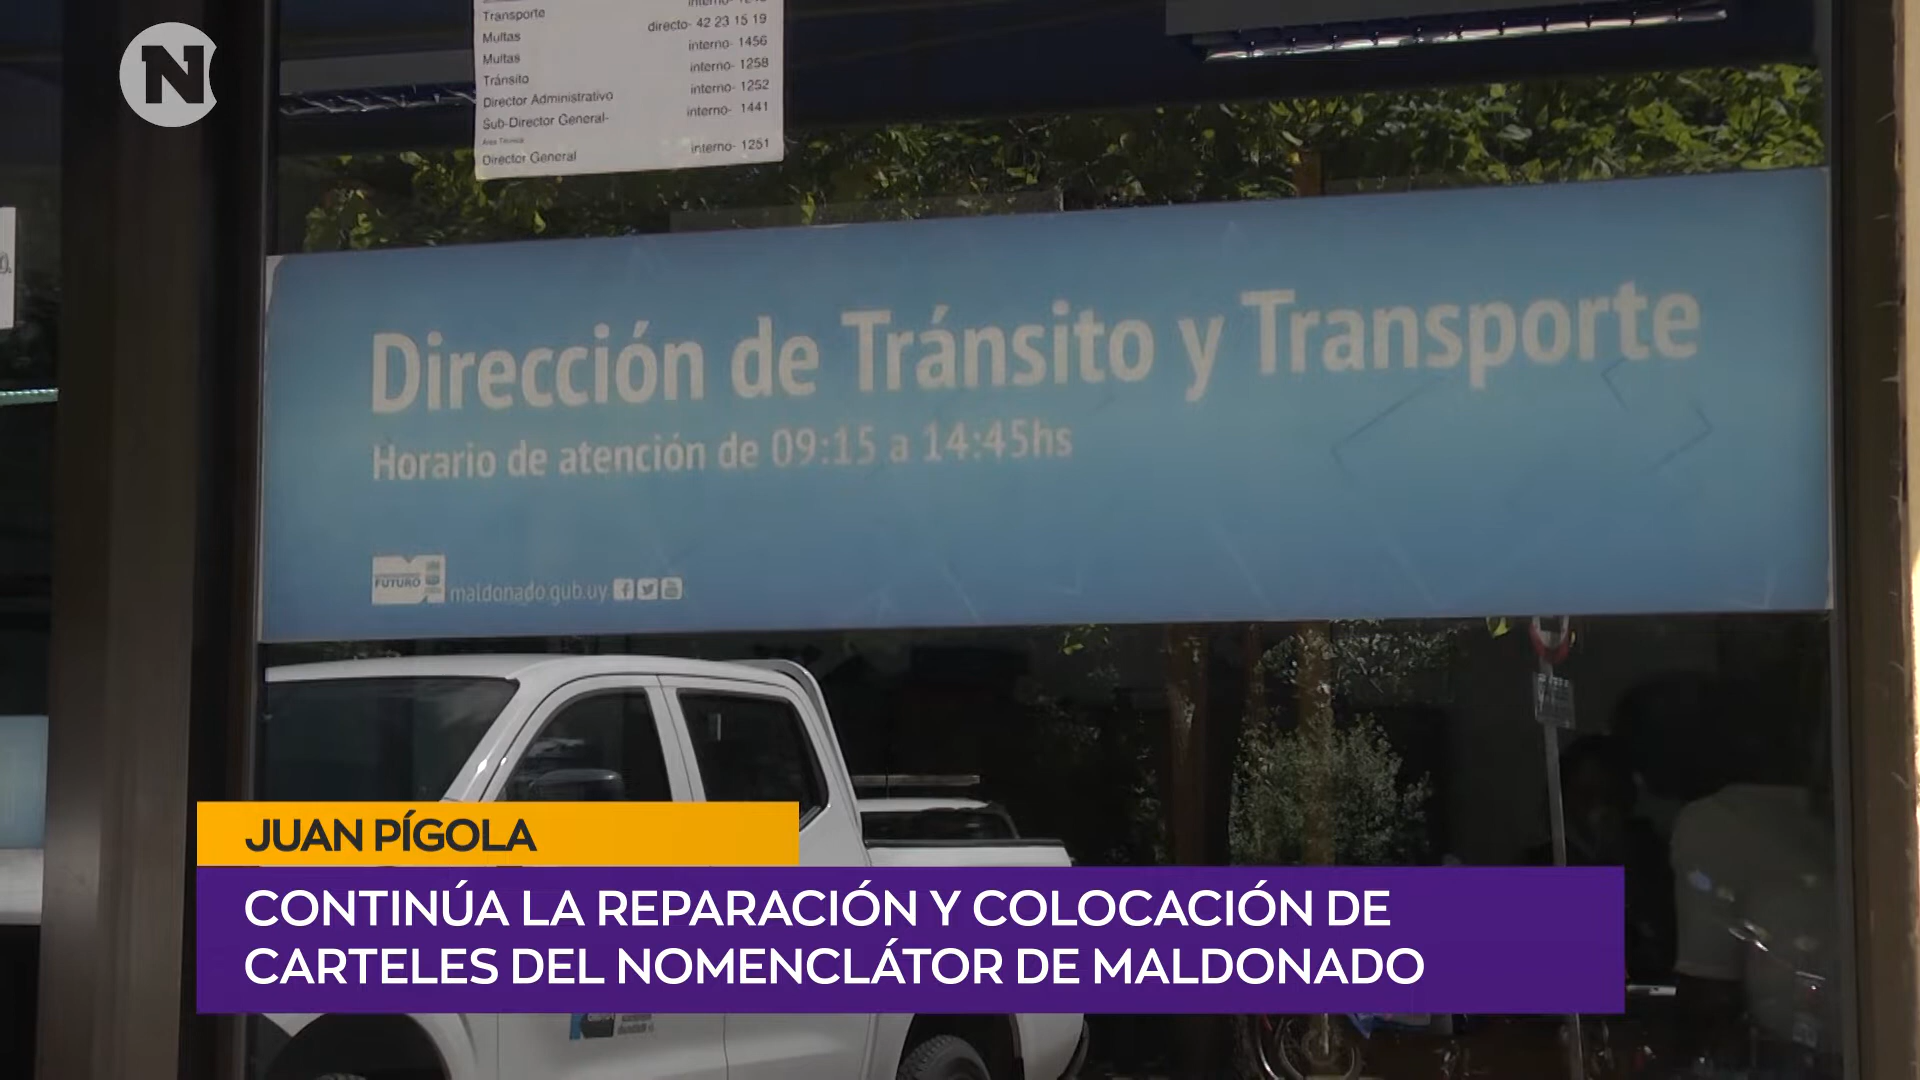 N
Transporte
Multas directo- 42 23 15 19
Multas interno- 1456
Tránsito interno- 1258
Director Administrativo interno- 1252
Sub-Director General- interno- 1441
Área Técnica
Director General interno- 1251
Dirección de Tránsito y Transporte
Horario de atención de 09:15 a 14:45hs
FUTURO
maldonado.gub.uy
JUAN PÍGOLA
CONTINÚA LA REPARACIÓN Y COLOCACIÓN DE
CARTELES DEL NOMENCLÁTOR DE MALDONADO